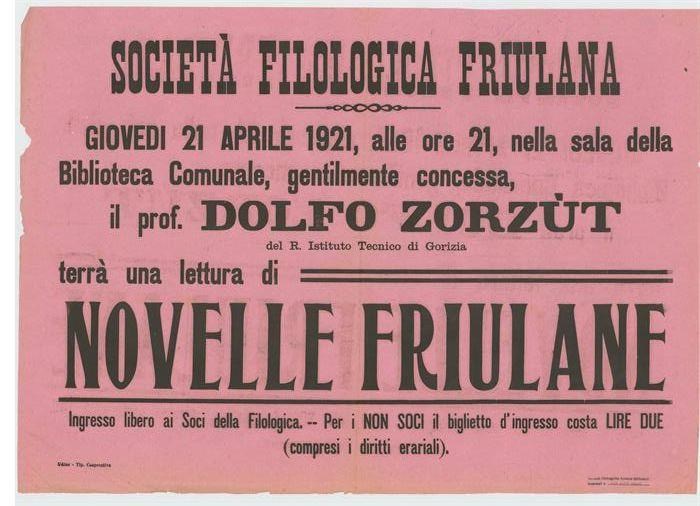 SOCIETÀ FILOLOGICA FRIULANA
GIOVEDI 21 APRILE 1921, alle ore 21, nella sala della
Biblioteca Comunale, gentilmente concessa,
il prof. DOLFO ZORZÙT
del R. Istituto Tecnico di Gorizia
terrà una lettura di
NOVELLE FRIULANE
Ingresso libero ai Soci della Filologica. -- Per i NON SOCI il biglietto d'ingresso costa LIRE DUE
(compresi i diritti erariali).
Udine - Tip. Cooperativa